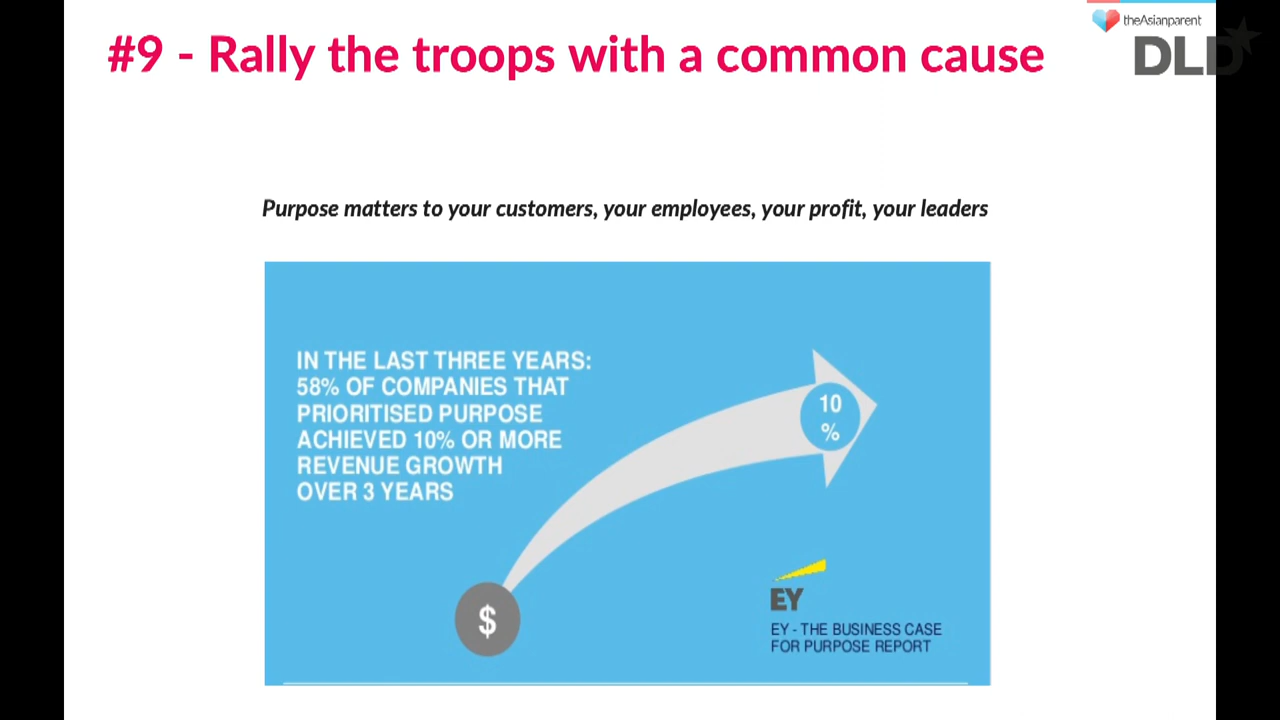 theAsianparent
DLD
#9 - Rally the troops with a common cause
Purpose matters to your customers, your employees, your profit, your leaders
IN THE LAST THREE YEARS:
58% OF COMPANIES THAT
PRIORITISED PURPOSE
ACHIEVED 10% OR MORE
REVENUE GROWTH
OVER 3 YEARS
10
%
$
EY
EY - THE BUSINESS CASE
FOR PURPOSE REPORT